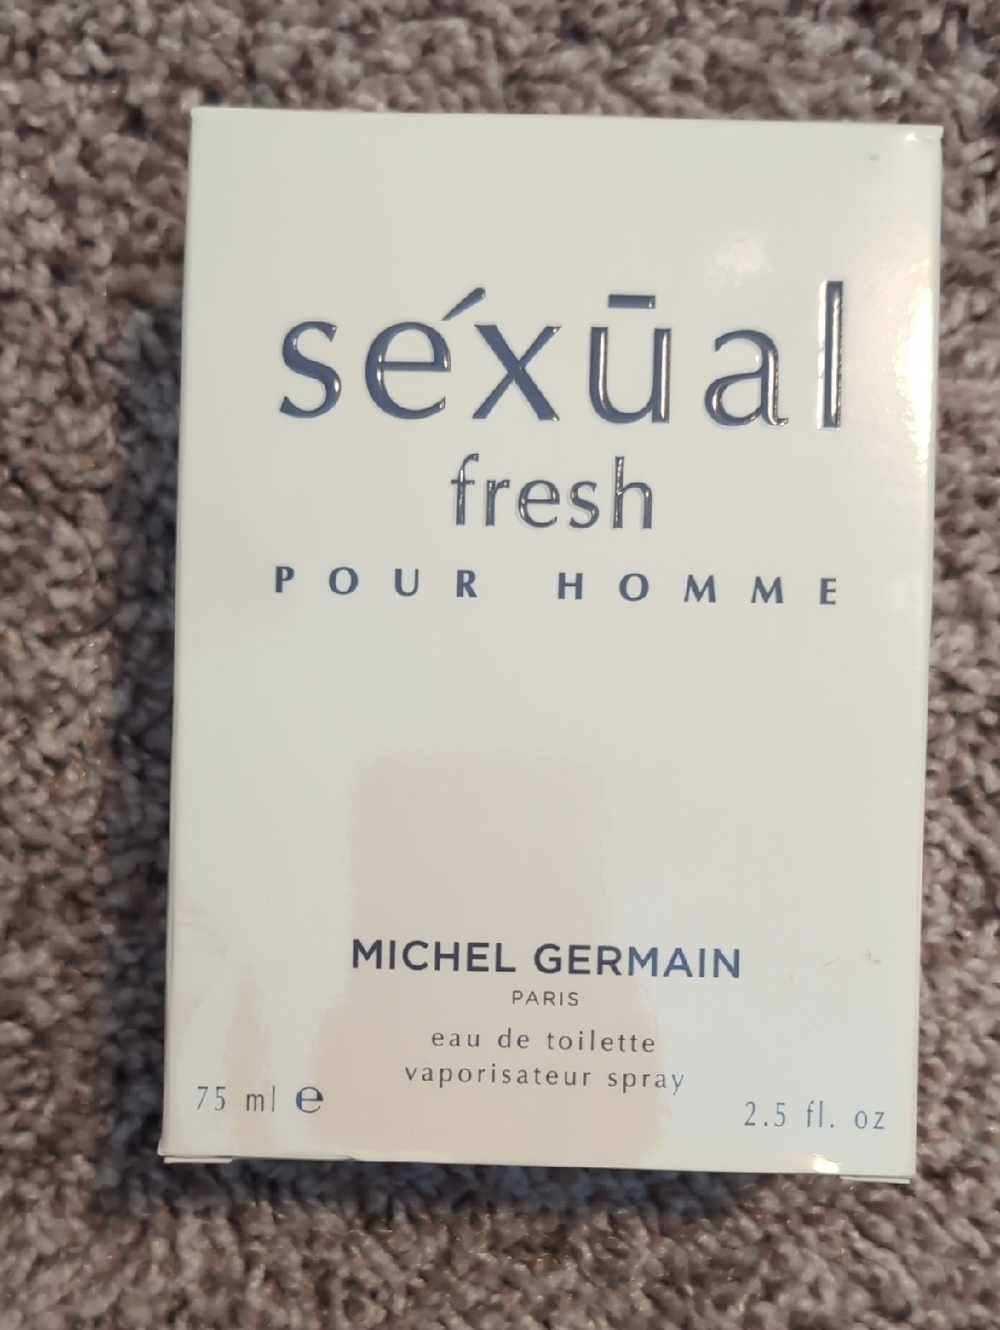 séxūal
fresh
POUR HOMME
MICHEL GERMAIN
PARIS
eau de toilette
vaporisateur spray
75 ml ℮
2.5 fl. oz